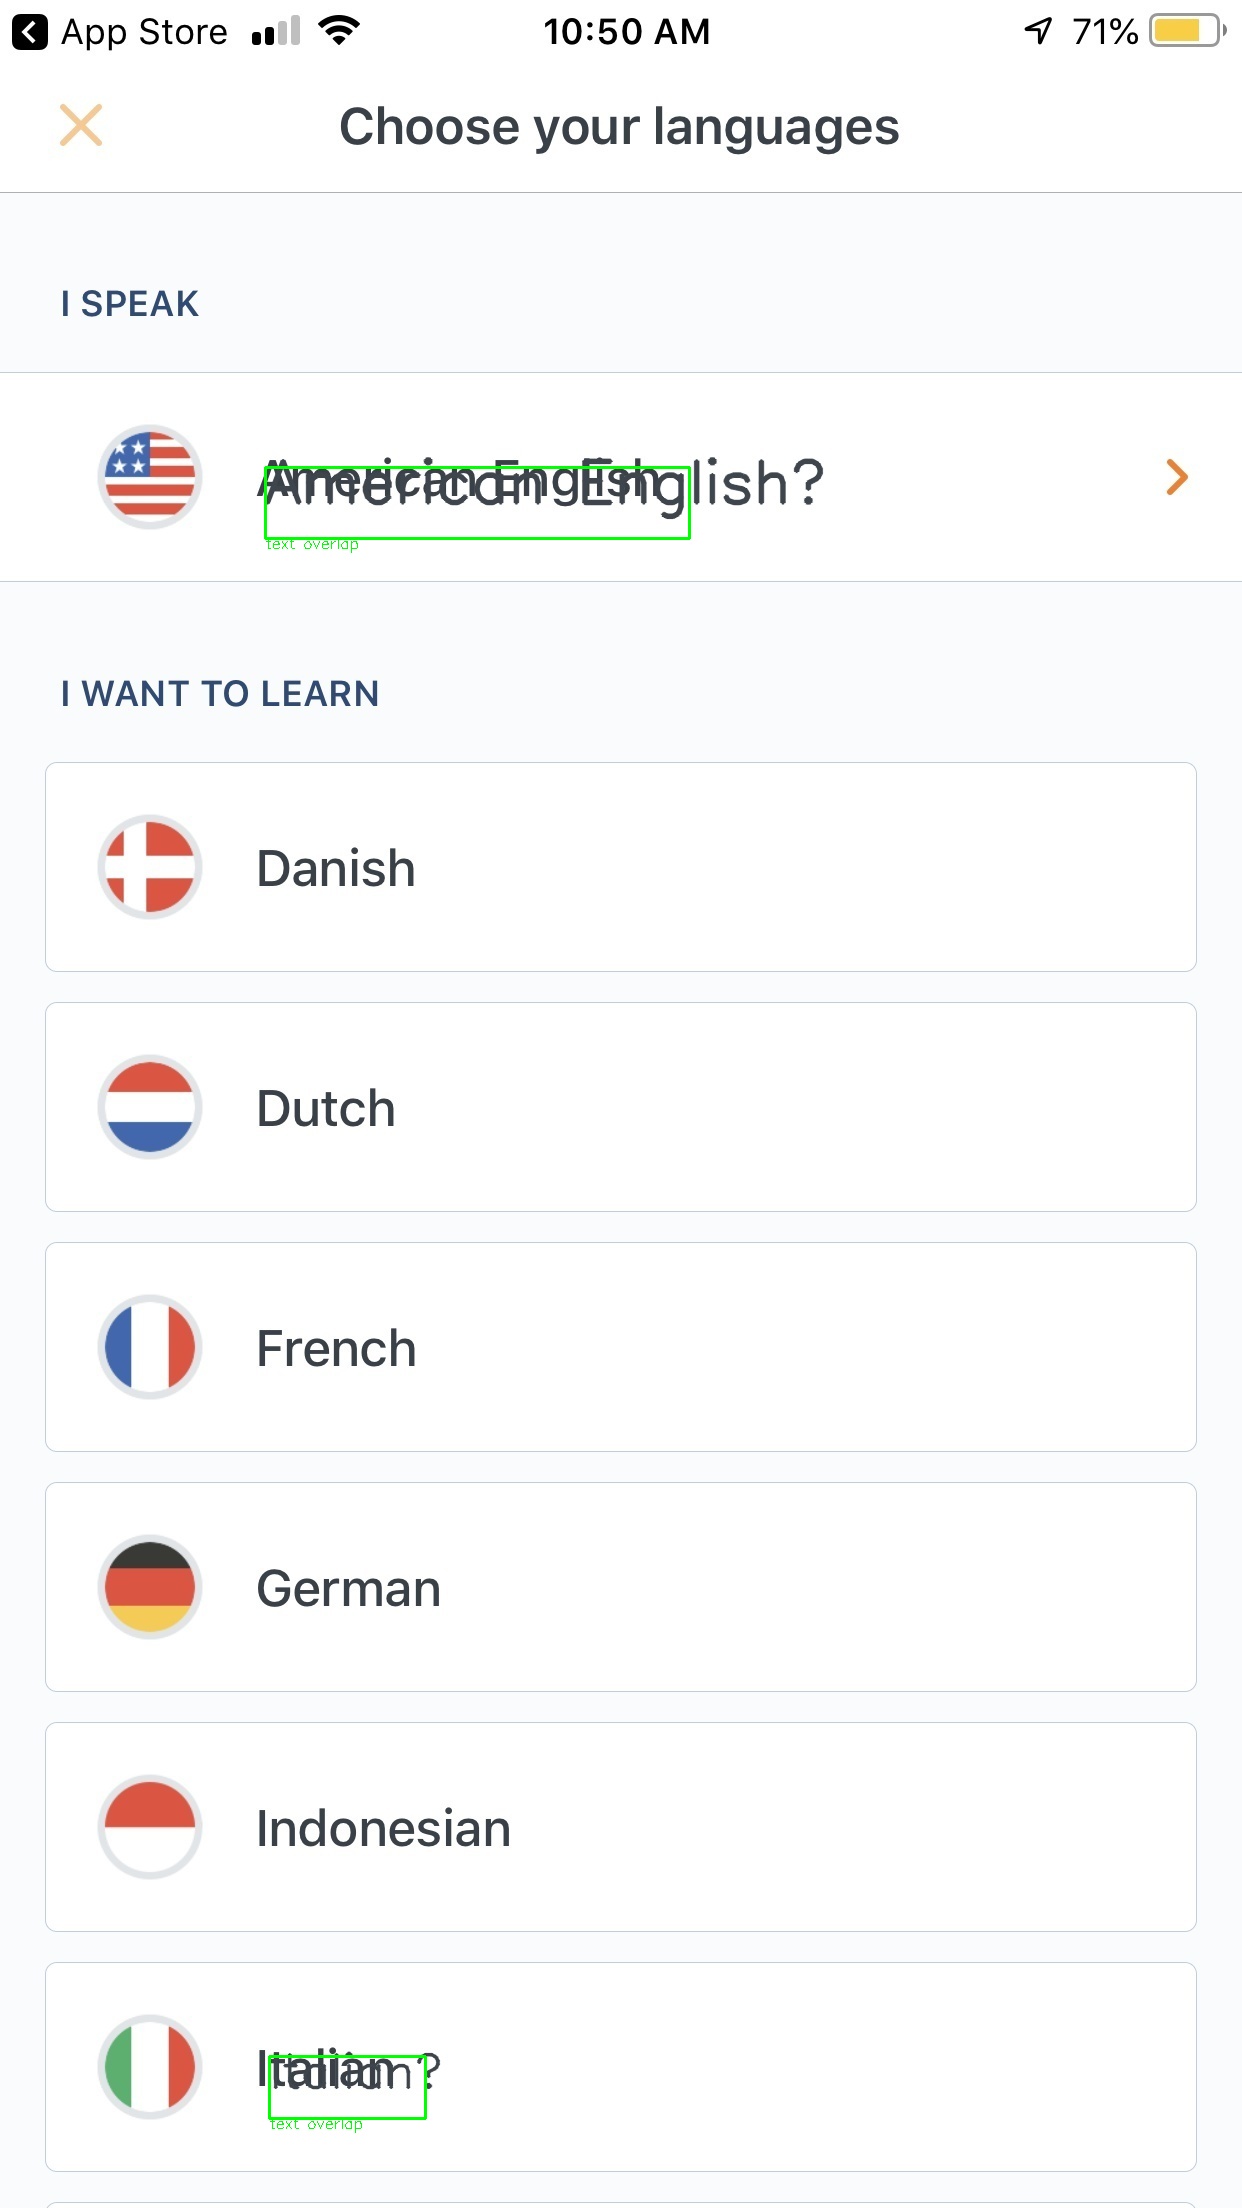 App Store
10:50 AM
71%
Choose your languages
I SPEAK
American English
American English?
text overlap
I WANT TO LEARN
Danish
Dutch
French
German
Indonesian
Italian
Italian?
text overlap